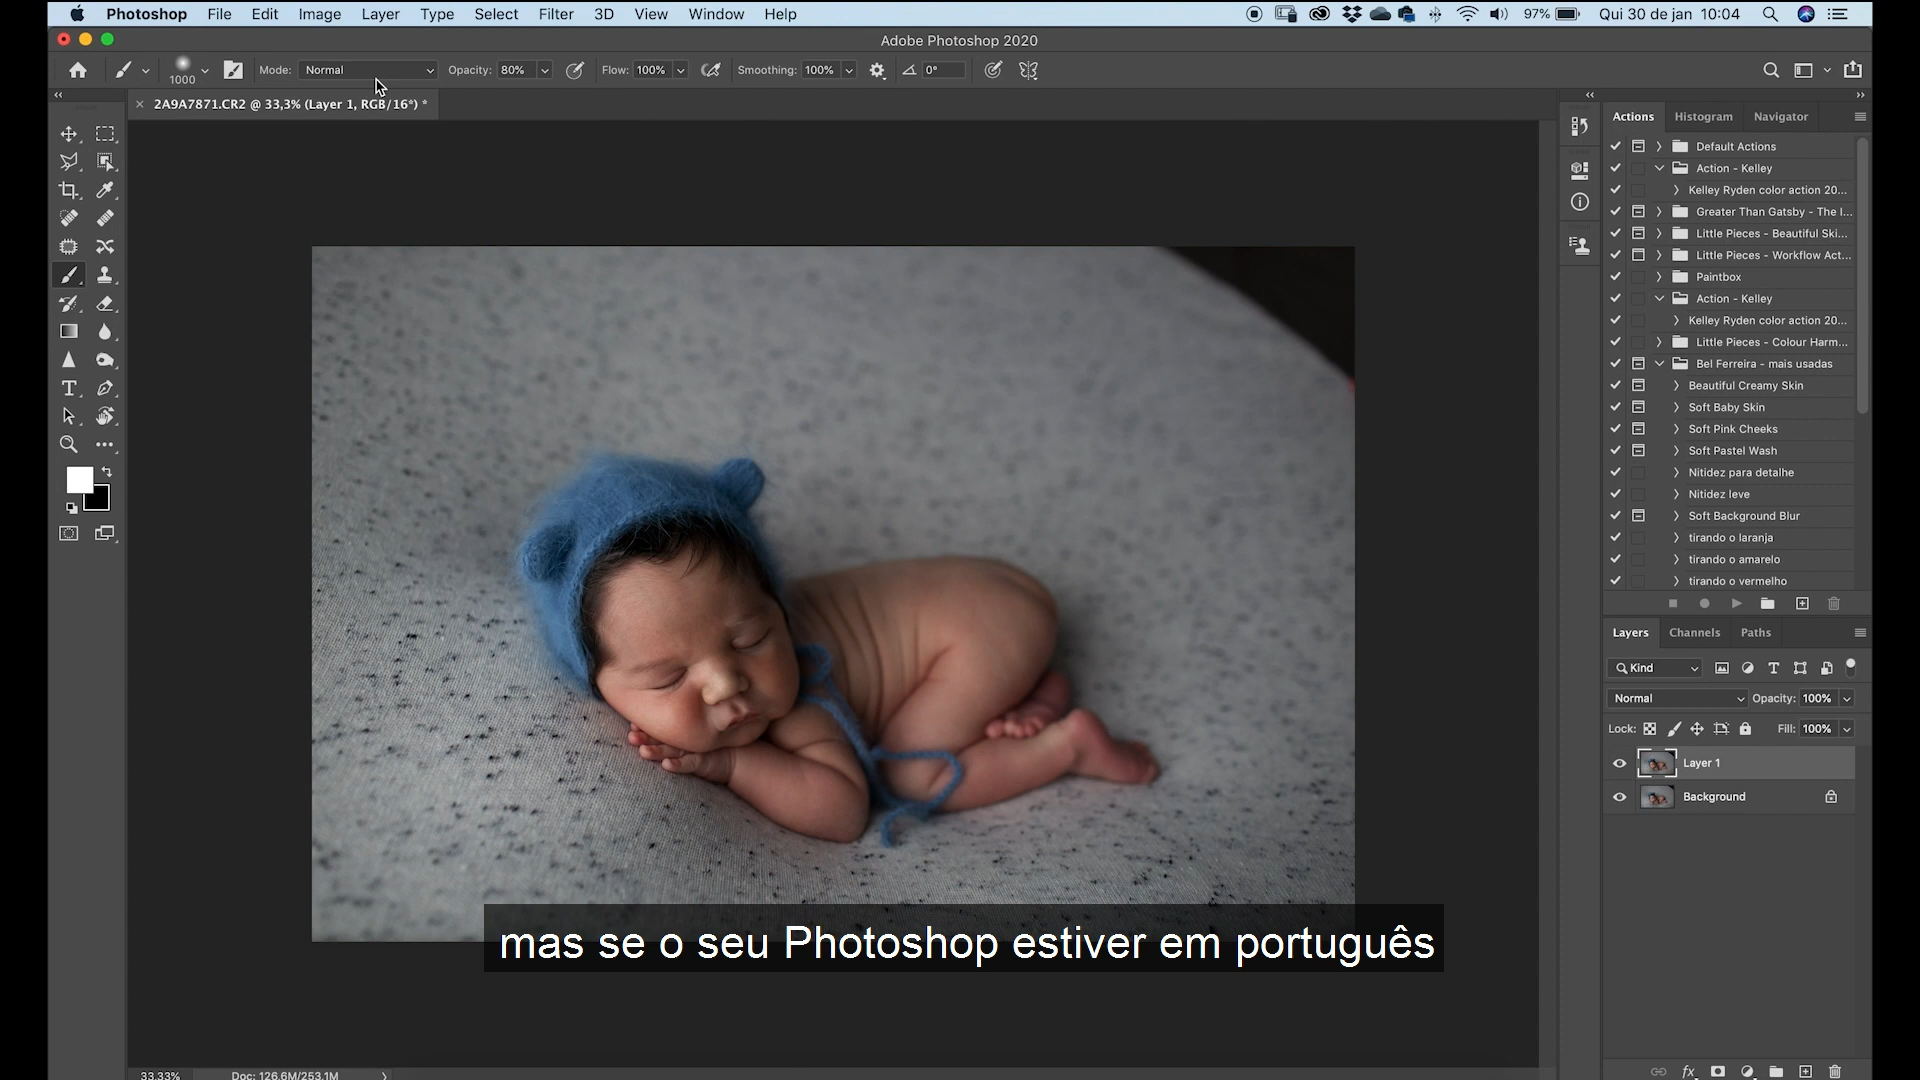 Photoshop File Edit Image Layer Type Select Filter 3D View Window Help 97% Qui 30 de jan 10:04
Adobe Photoshop 2020
1000 Mode: Normal Opacity: 80% Flow: 100% Smoothing: 100% 0°
2A9A7871.CR2 @ 33,3% (Layer 1, RGB/16*) *
Actions Histogram Navigator
Default Actions
Action - Kelley
Kelley Ryden color action 20...
Greater Than Gatsby - The I...
Little Pieces - Beautiful Ski...
Little Pieces - Workflow Act...
Paintbox
Action - Kelley
Kelley Ryden color action 20...
Little Pieces - Colour Harm...
Bel Ferreira - mais usadas
Beautiful Creamy Skin
Soft Baby Skin
Soft Pink Cheeks
Soft Pastel Wash
Nitidez para detalhe
Nitidez leve
Soft Background Blur
tirando o laranja
tirando o amarelo
tirando o vermelho
Layers Channels Paths
Kind
Normal Opacity: 100%
Lock: Fill: 100%
Layer 1
Background
mas se o seu Photoshop estiver em português
33,33% Doc: 126,6M/253,1M